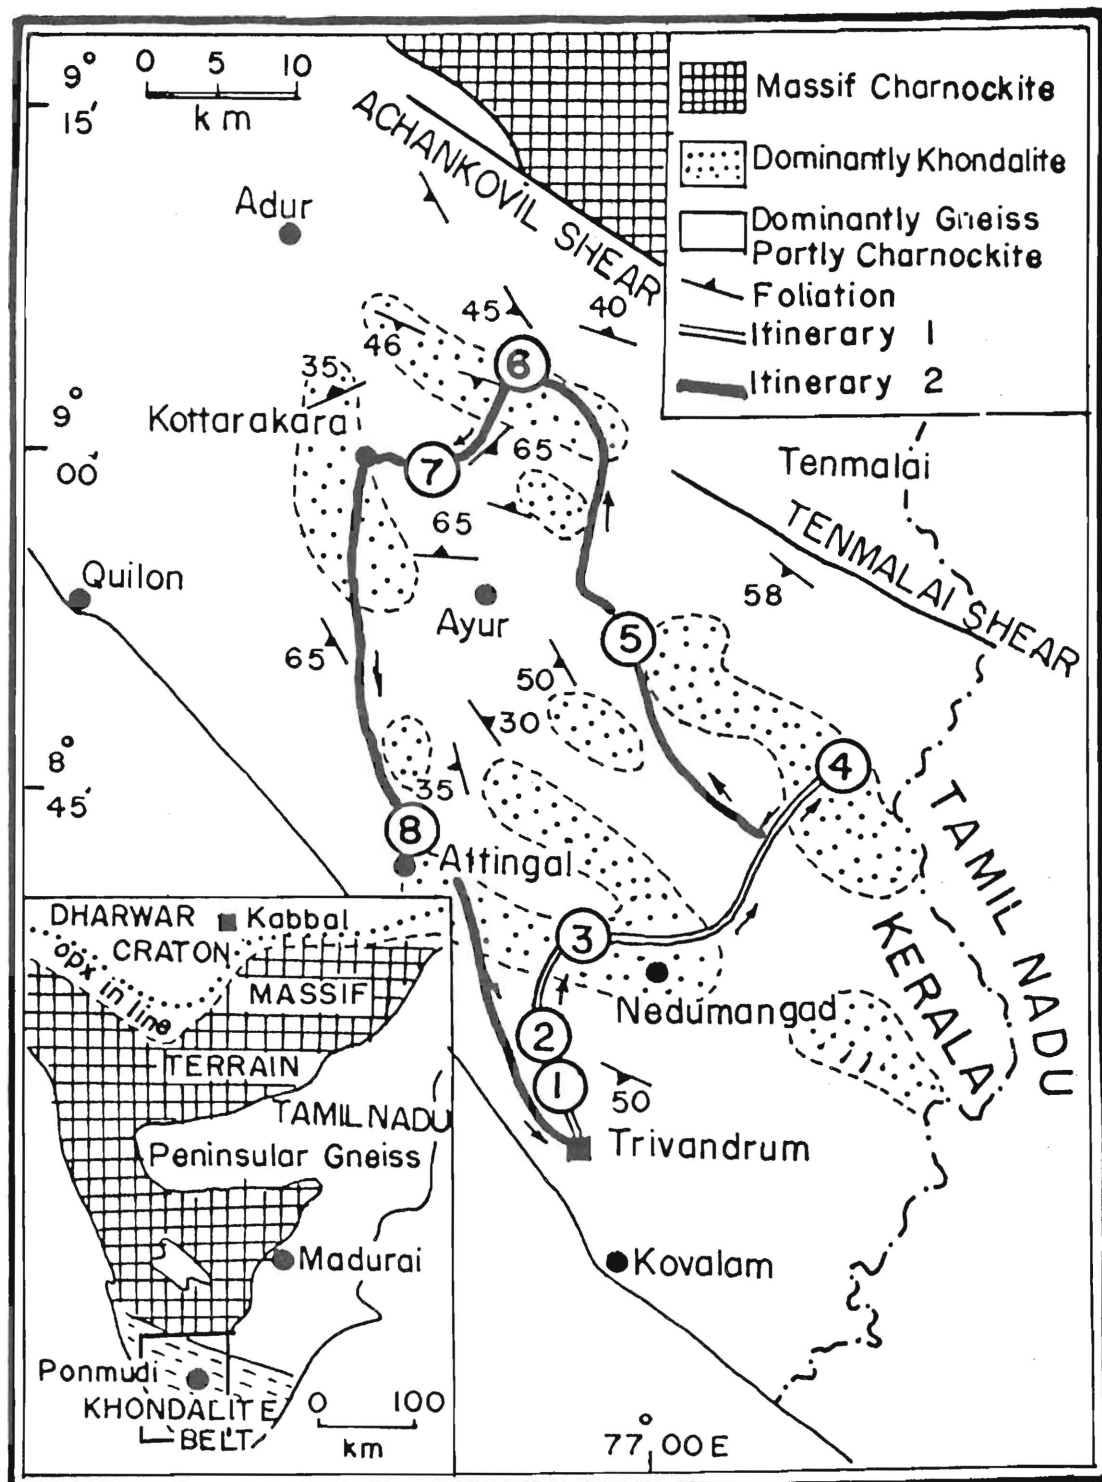 9°
15'
0 5 10
km
Massif Charnockite
Dominantly Khondalite
Dominantly Gneiss
Partly Charnockite
Foliation
Itinerary 1
Itinerary 2
ACHANKOVIL SHEAR
Adur
45
40
46
35
6
Kottarakara
9°
00'
7
65
65
Tenmalai
TENMALAI SHEAR
58
Quilon
Ayur
5
65
50
30
8°
45'
35
4
8
Attingal
3
Nedumangad
TAMIL NADU
KERALA
2
1
50
Trivandrum
Kovalam
77°00E
DHARWAR
CRATON
Kabbal
opx in line
MASSIF
TERRAIN
TAMIL NADU
Peninsular Gneiss
Madurai
Ponmudi
KHONDALITE
BELT
0 100
km